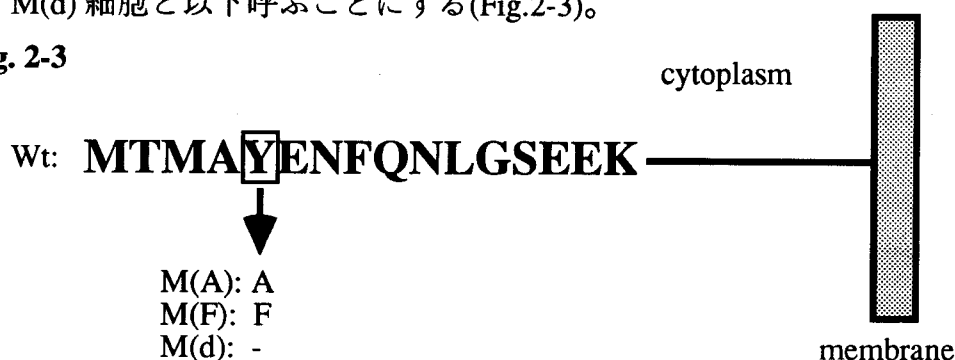 M(d) 細胞と以下呼ぶことにする(Fig.2-3)。
g. 2-3
cytoplasm
Wt: MTMAYENFQNLGSEEK
M(A): A
M(F): F
M(d): -
membrane